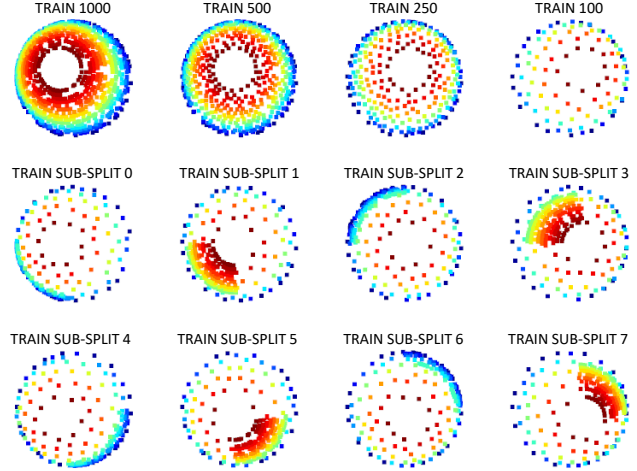 TRAIN 1000
TRAIN 500
TRAIN 250
TRAIN 100
TRAIN SUB-SPLIT 0
TRAIN SUB-SPLIT 1
TRAIN SUB-SPLIT 2
TRAIN SUB-SPLIT 3
TRAIN SUB-SPLIT 4
TRAIN SUB-SPLIT 5
TRAIN SUB-SPLIT 6
TRAIN SUB-SPLIT 7